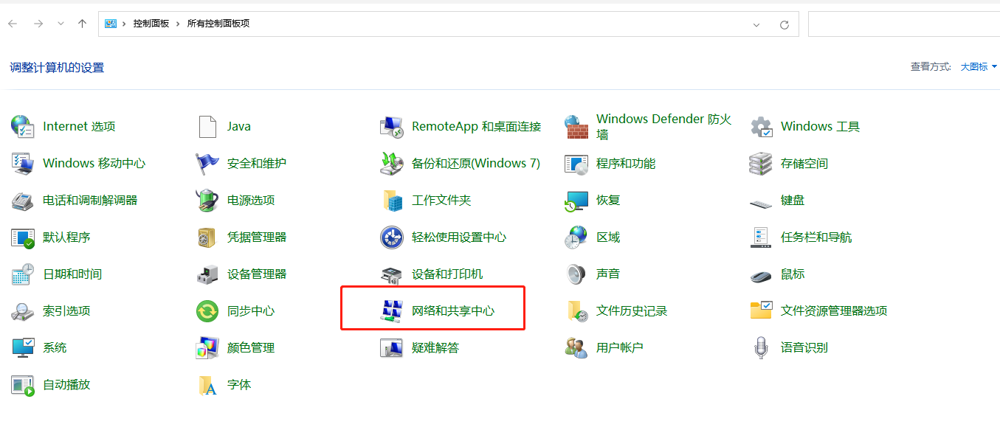 控制面板 › 所有控制面板项
调整计算机的设置
查看方式: 大图标
Internet 选项
Java
RemoteApp 和桌面连接
Windows Defender 防火
墙
Windows 工具
Windows 移动中心
安全和维护
备份和还原(Windows 7)
程序和功能
存储空间
电话和调制解调器
电源选项
工作文件夹
恢复
键盘
默认程序
凭据管理器
轻松使用设置中心
区域
任务栏和导航
日期和时间
设备管理器
设备和打印机
声音
鼠标
索引选项
同步中心
网络和共享中心
文件历史记录
文件资源管理器选项
系统
颜色管理
疑难解答
用户帐户
语音识别
自动播放
字体